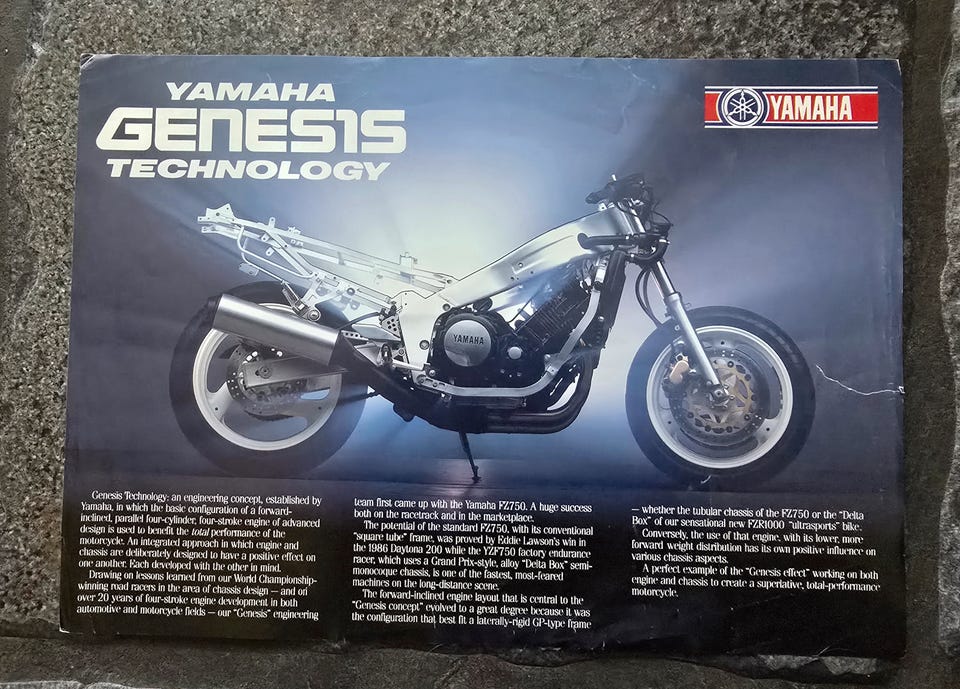 YAMAHA
GENESIS
TECHNOLOGY
YAMAHA
YAMAHA
Genesis Technology: an engineering concept, established by
Yamaha, in which the basic configuration of a forward-
inclined, parallel four-cylinder, four-stroke engine of advanced
design is used to benefit the total performance of the
motorcycle. An integrated approach in which engine and
chassis are deliberately designed to have a positive effect on
one another. Each developed with the other in mind.
Drawing on lessons learned from our World Championship-
winning road racers in the area of chassis design — and on
over 20 years of four-stroke engine development in both
automotive and motorcycle fields — our “Genesis” engineering
team first came up with the Yamaha FZ750. A huge success
both on the racetrack and in the marketplace.
The potential of the standard FZ750, with its conventional
“square tube” frame, was proved by Eddie Lawson's win in
the 1986 Daytona 200 while the YZF750 factory endurance
racer, which uses a Grand Prix-style, alloy “Delta Box” semi-
monocoque chassis, is one of the fastest, most-feared
machines on the long-distance scene.
The forward-inclined engine layout that is central to the
“Genesis concept” evolved to a great degree because it was
the configuration that best fit a laterally-rigid GP-type frame
— whether the tubular chassis of the FZ750 or the “Delta
Box” of our sensational new FZR1000 “ultrasports” bike.
Conversely, the use of that engine, with its lower, more
forward weight distribution has its own positive influence on
various chassis aspects.
A perfect example of the “Genesis effect” working on both
engine and chassis to create a superlative, total-performance
motorcycle.